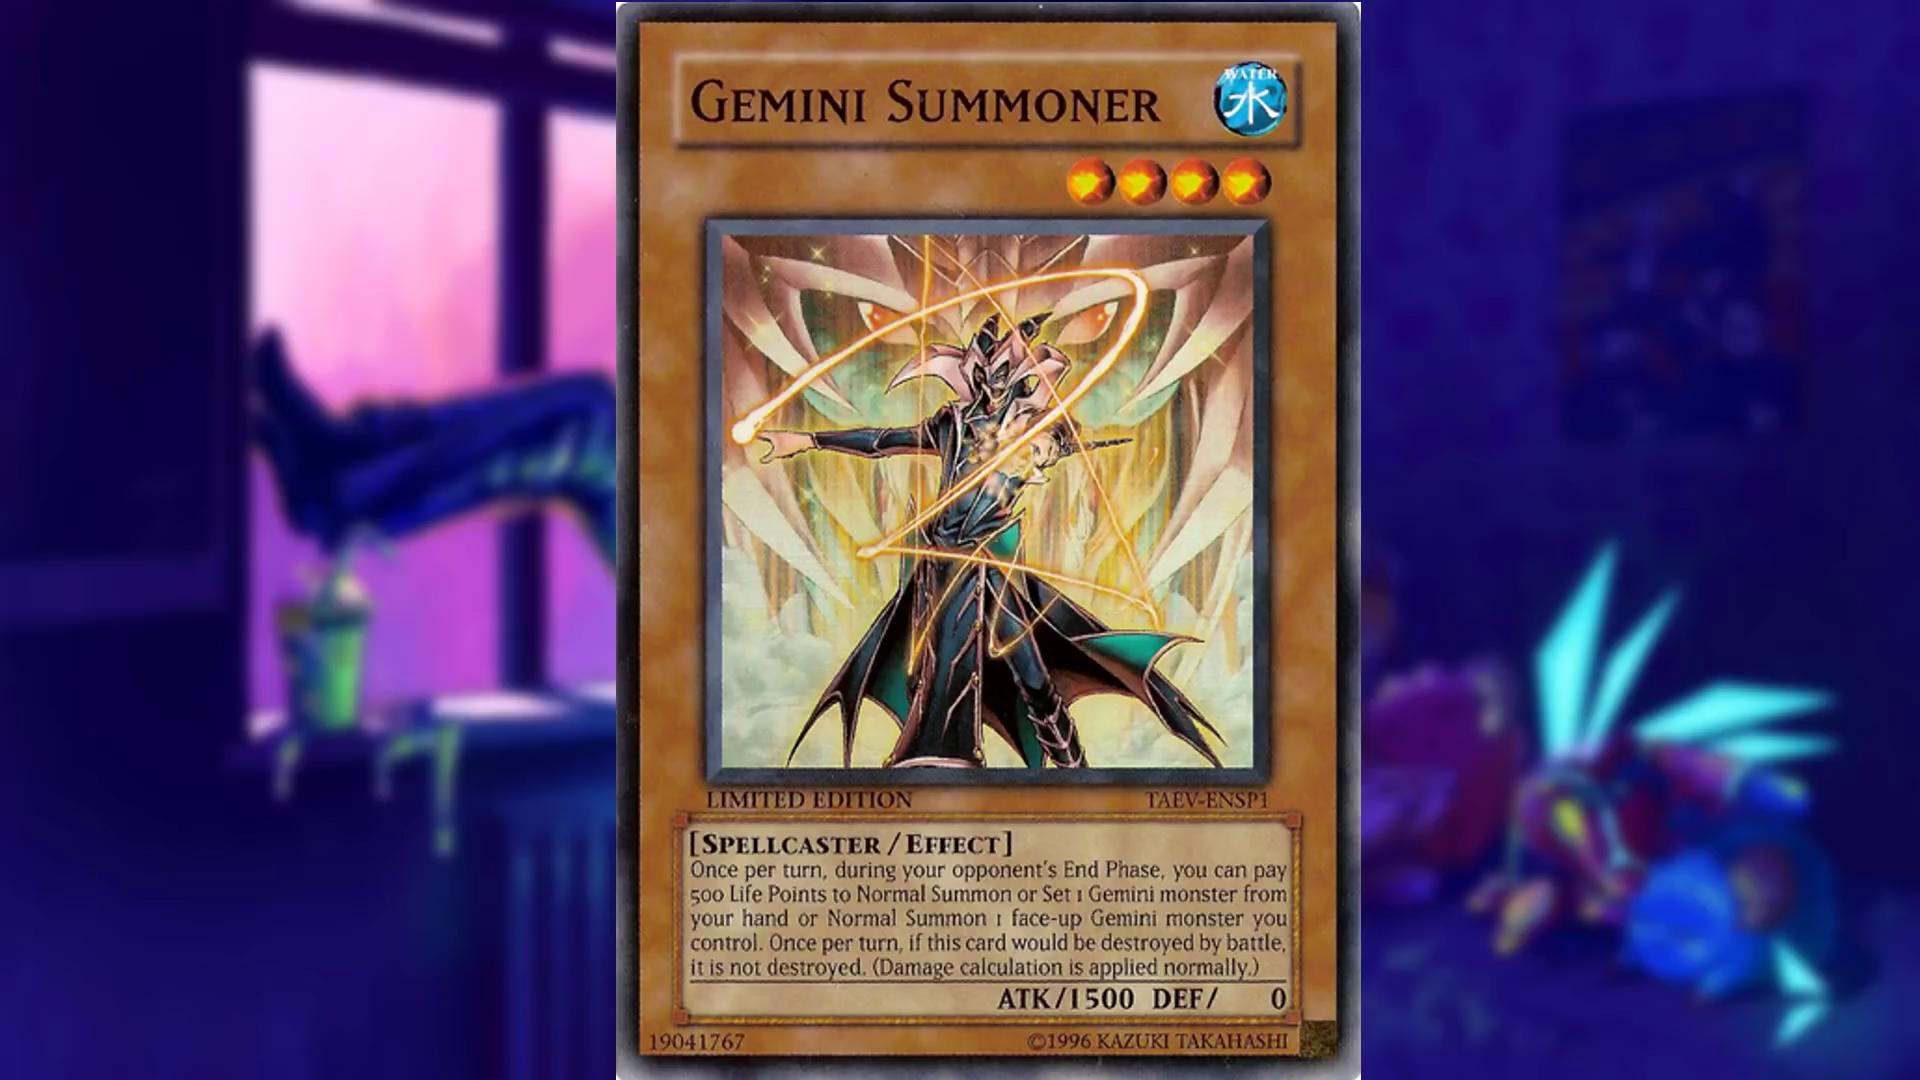 Gemini Summoner
WATER
水
LIMITED EDITION
TAEV-ENSP1
[Spellcaster / Effect]
Once per turn, during your opponent's End Phase, you can pay
500 Life Points to Normal Summon or Set 1 Gemini monster from
your hand or Normal Summon 1 face-up Gemini monster you
control. Once per turn, if this card would be destroyed by battle,
it is not destroyed. (Damage calculation is applied normally.)
ATK/1500 DEF/ 0
19041767
©1996 KAZUKI TAKAHASHI